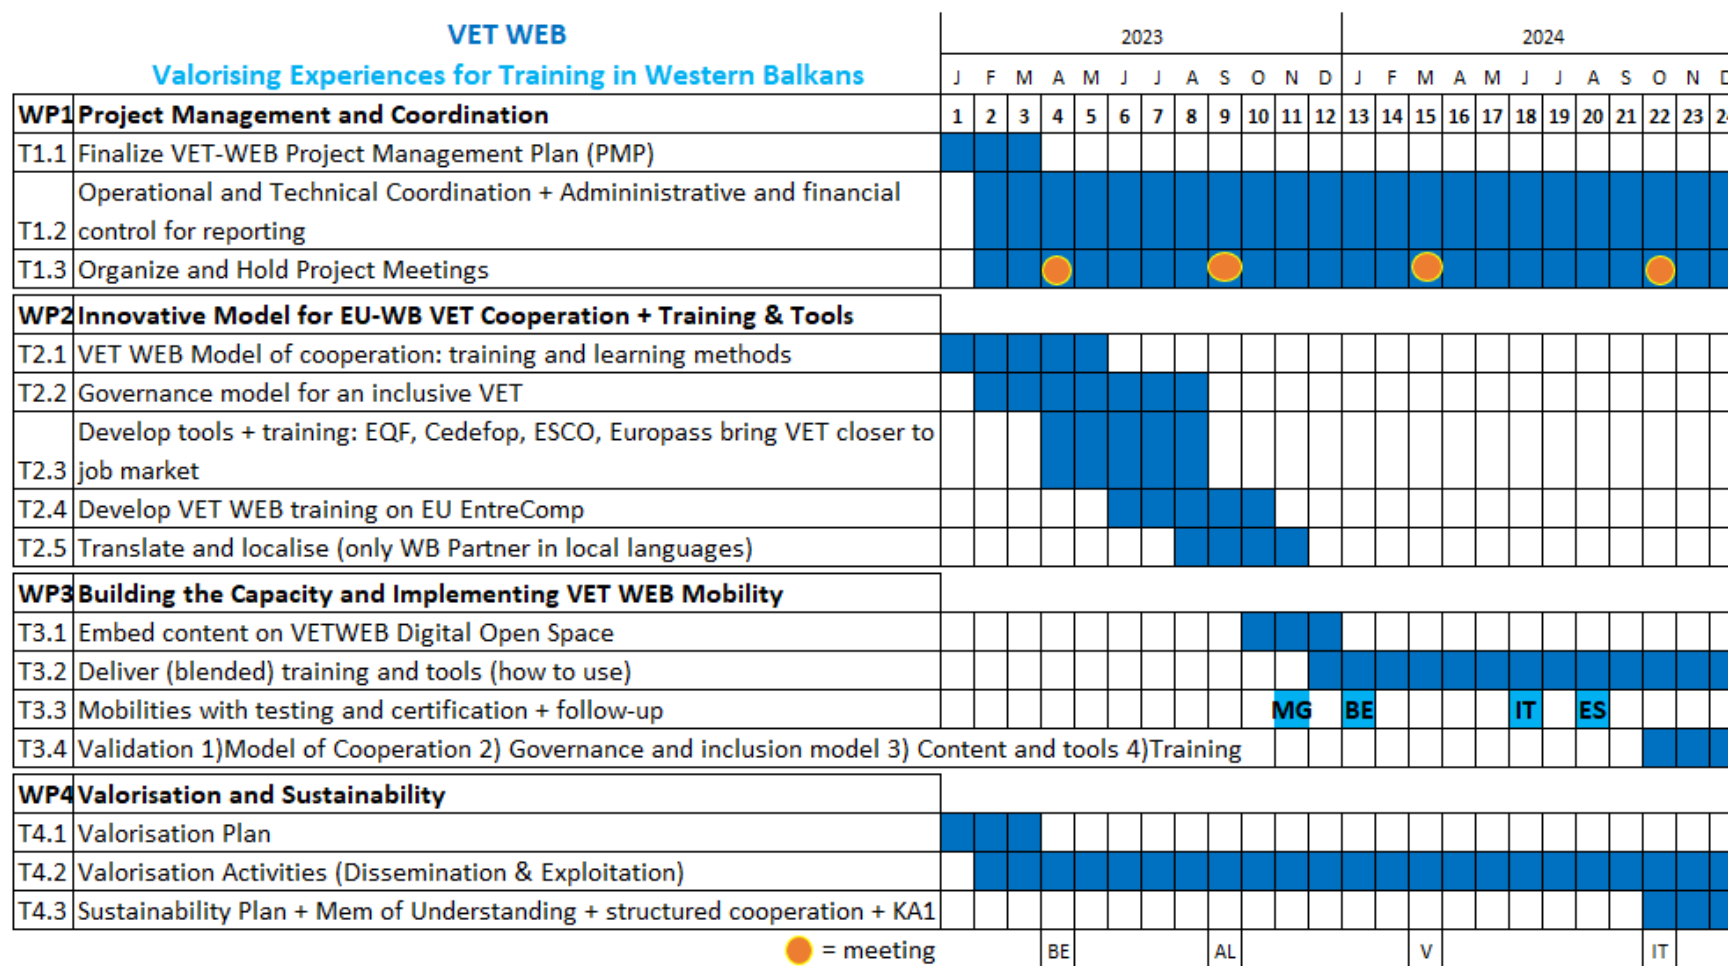 VET WEB
2023 2024
Valorising Experiences for Training in Western Balkans
J F M A M J J A S O N D J F M A M J J A S O N D
WP1 Project Management and Coordination 1 2 3 4 5 6 7 8 9 10 11 12 13 14 15 16 17 18 19 20 21 22 23
T1.1 Finalize VET-WEB Project Management Plan (PMP)
Operational and Technical Coordination + Admininistrative and financial
T1.2 control for reporting
T1.3 Organize and Hold Project Meetings
WP2 Innovative Model for EU-WB VET Cooperation + Training & Tools
T2.1 VET WEB Model of cooperation: training and learning methods
T2.2 Governance model for an inclusive VET
Develop tools + training: EQF, Cedefop, ESCO, Europass bring VET closer to
T2.3 job market
T2.4 Develop VET WEB training on EU EntreComp
T2.5 Translate and localise (only WB Partner in local languages)
WP3 Building the Capacity and Implementing VET WEB Mobility
T3.1 Embed content on VETWEB Digital Open Space
T3.2 Deliver (blended) training and tools (how to use)
T3.3 Mobilities with testing and certification + follow-up MG BE IT ES
T3.4 Validation 1)Model of Cooperation 2) Governance and inclusion model 3) Content and tools 4)Training
WP4 Valorisation and Sustainability
T4.1 Valorisation Plan
T4.2 Valorisation Activities (Dissemination & Exploitation)
T4.3 Sustainability Plan + Mem of Understanding + structured cooperation + KA1
= meeting BE AL V IT